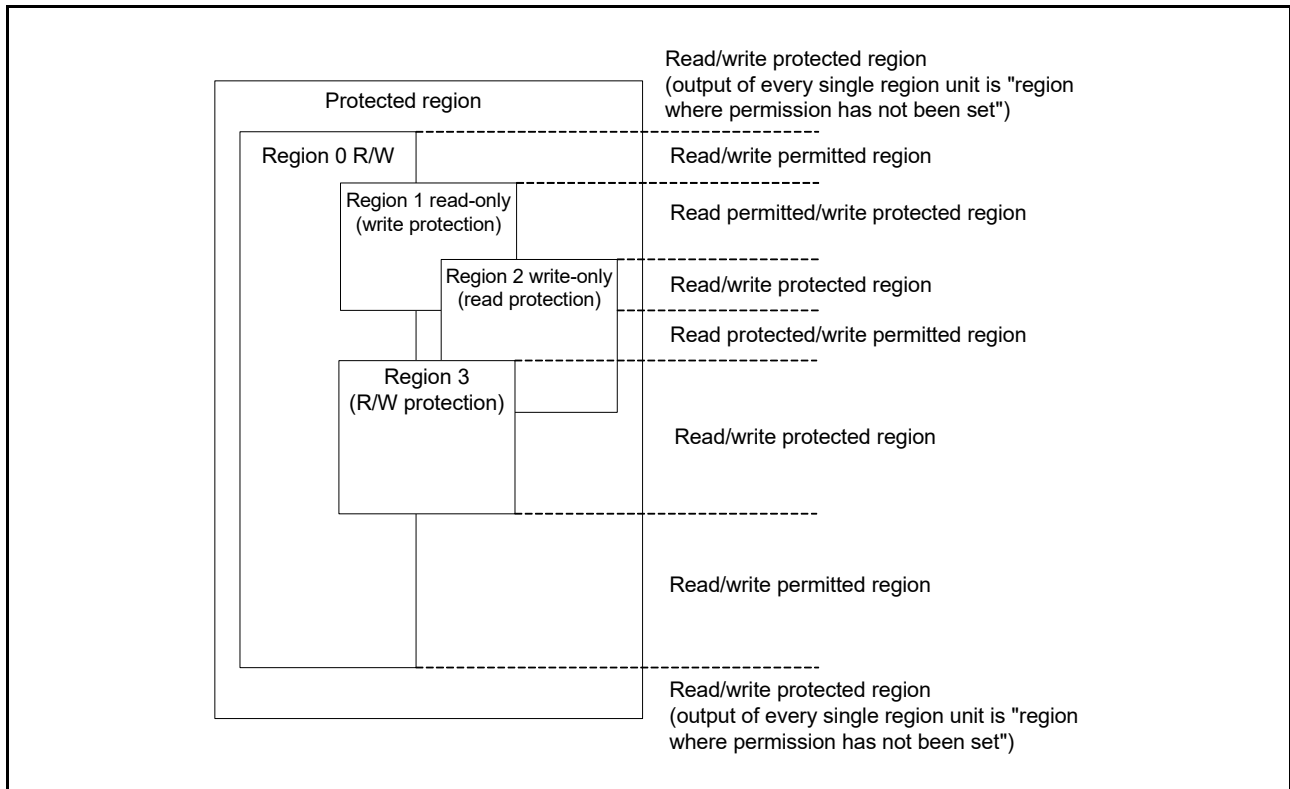 Read/write protected region
(output of every single region unit is "region
where permission has not been set")
Protected region
Region 0 R/W
Read/write permitted region
Region 1 read-only
(write protection)
Read permitted/write protected region
Region 2 write-only
(read protection)
Read/write protected region
Read protected/write permitted region
Region 3
(R/W protection)
Read/write protected region
Read/write permitted region
Read/write protected region
(output of every single region unit is "region
where permission has not been set")